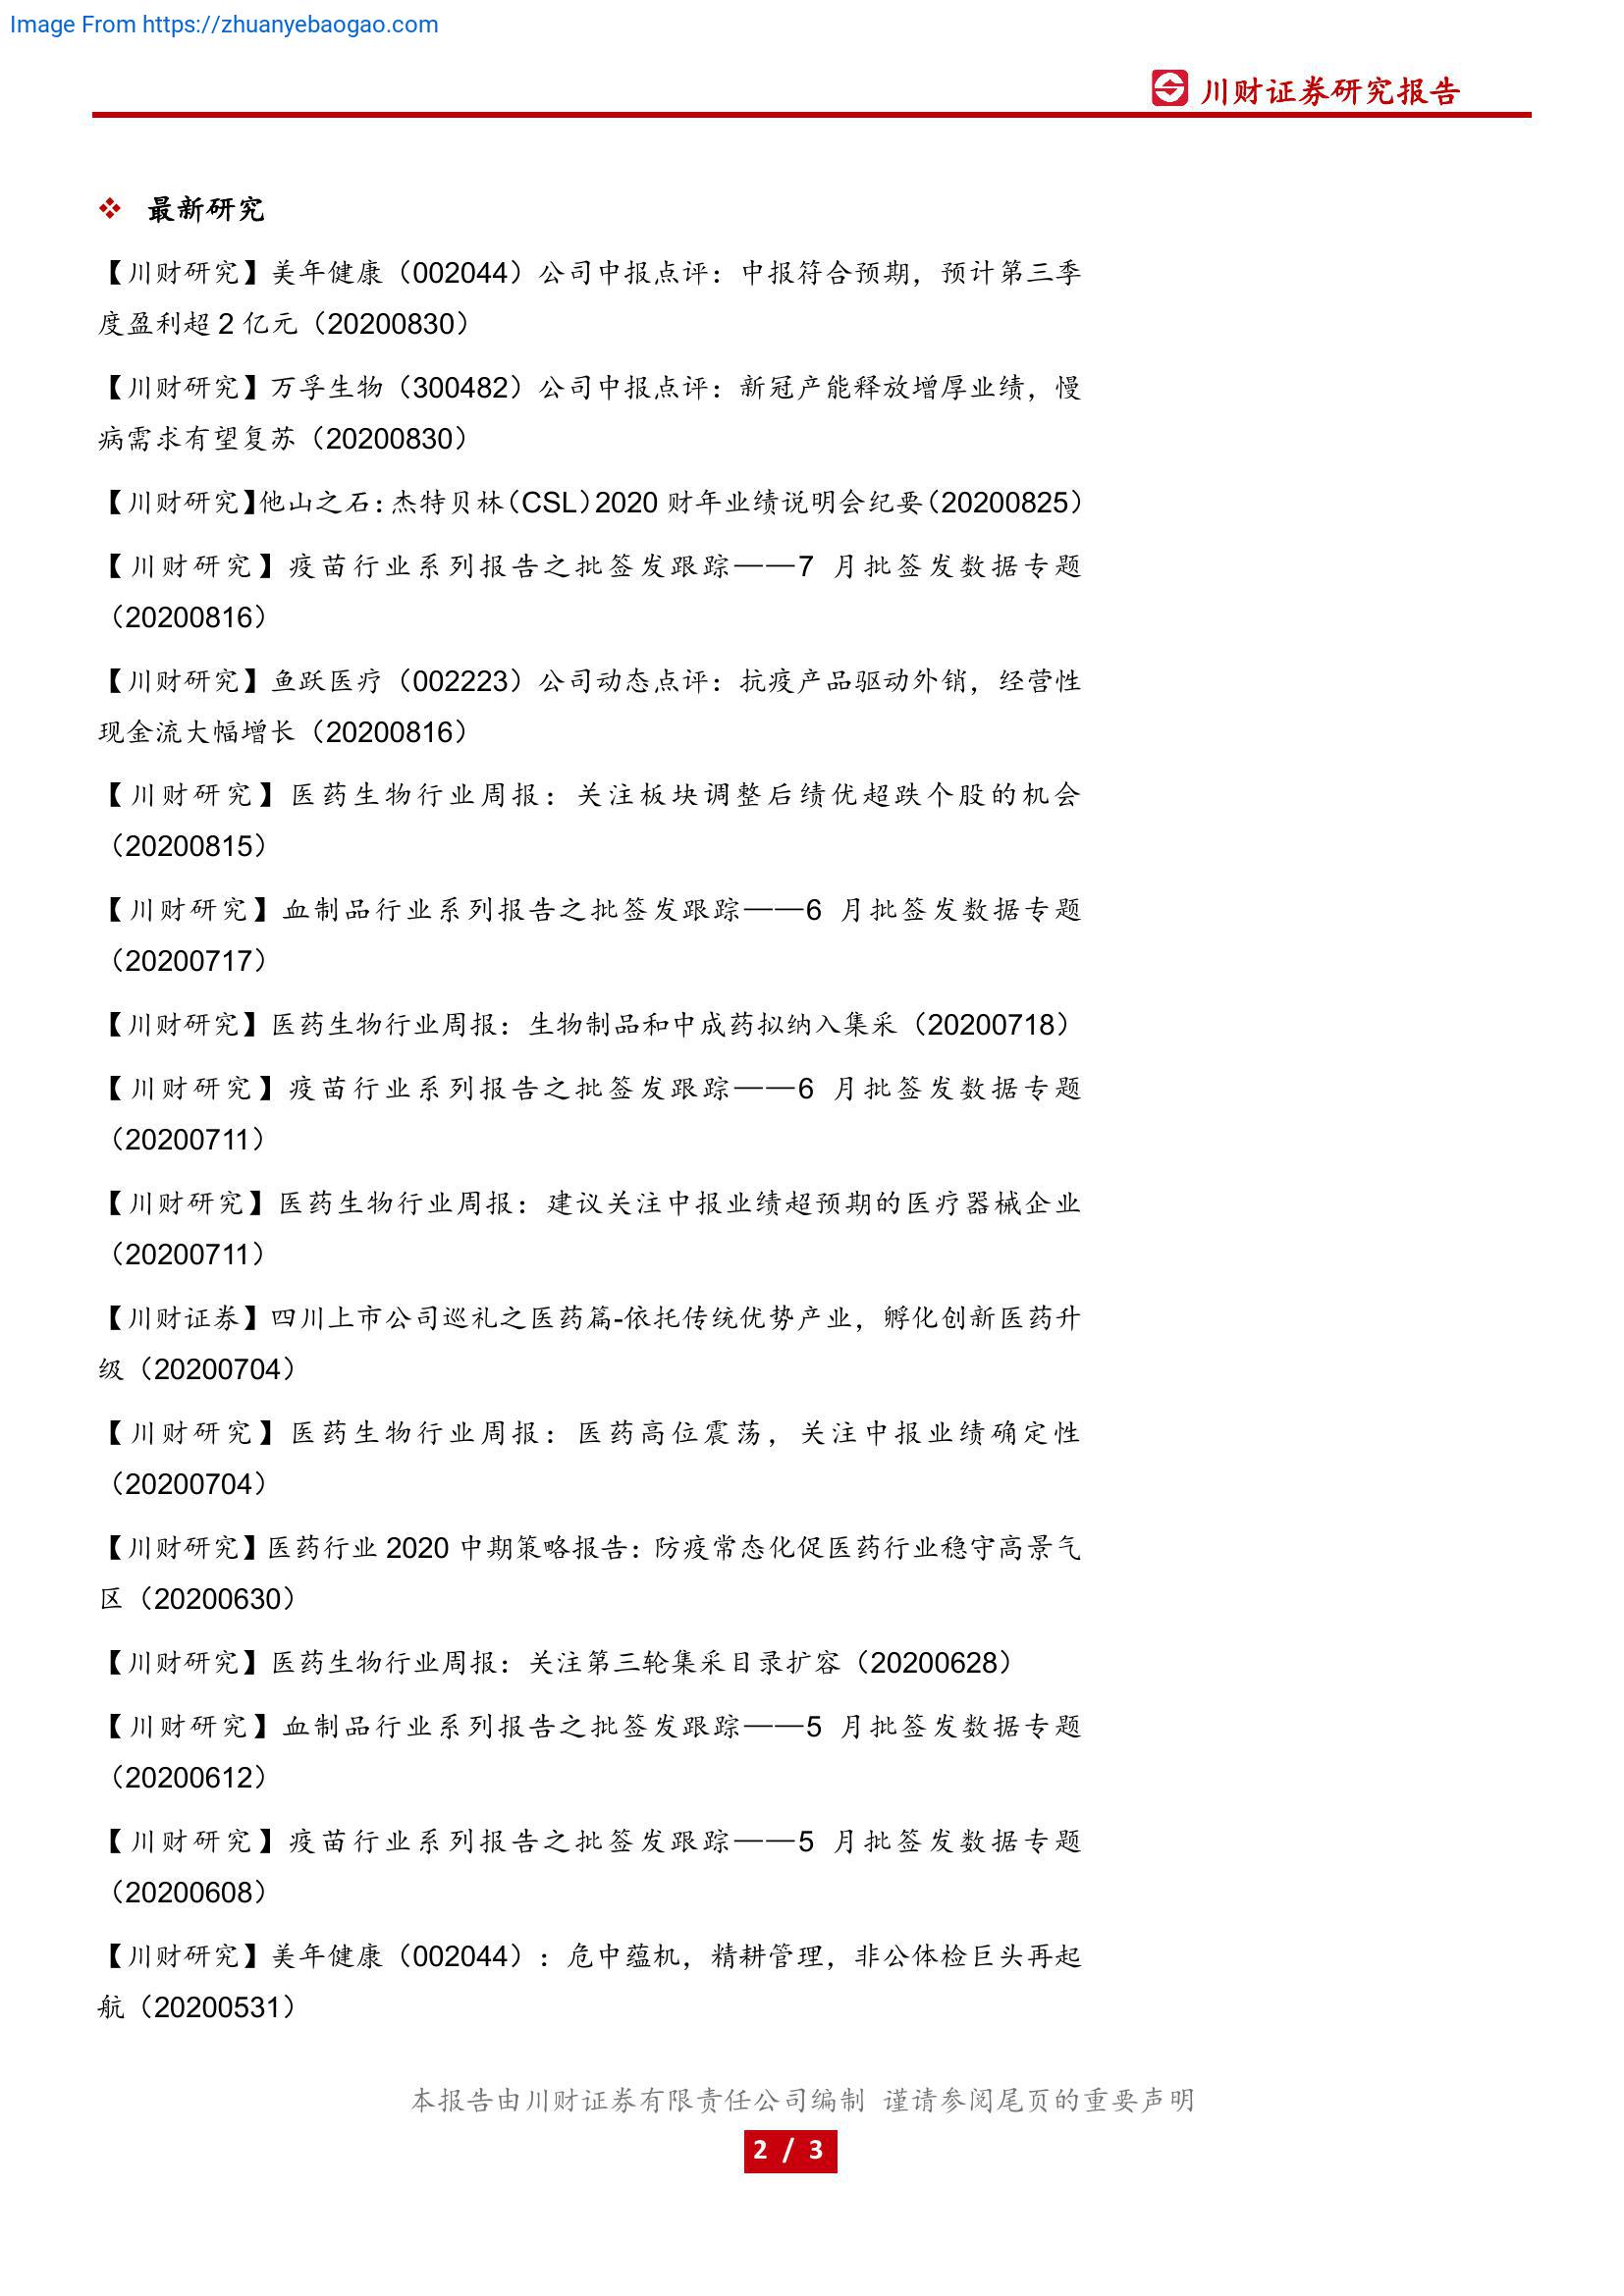 Image From https://zhuanyebaogao.com
川财证券研究报告
❖ 最新研究
【川财研究】美年健康（002044）公司中报点评：中报符合预期，预计第三季
度盈利超 2 亿元（20200830）
【川财研究】万孚生物（300482）公司中报点评：新冠产能释放增厚业绩，慢
病需求有望复苏（20200830）
【川财研究】他山之石：杰特贝林（CSL）2020 财年业绩说明会纪要（20200825）
【川财研究】疫苗行业系列报告之批签发跟踪——7 月批签发数据专题
（20200816）
【川财研究】鱼跃医疗（002223）公司动态点评：抗疫产品驱动外销，经营性
现金流大幅增长（20200816）
【川财研究】医药生物行业周报：关注板块调整后绩优超跌个股的机会
（20200815）
【川财研究】血制品行业系列报告之批签发跟踪——6 月批签发数据专题
（20200717）
【川财研究】医药生物行业周报：生物制品和中成药拟纳入集采（20200718）
【川财研究】疫苗行业系列报告之批签发跟踪——6 月批签发数据专题
（20200711）
【川财研究】医药生物行业周报：建议关注中报业绩超预期的医疗器械企业
（20200711）
【川财证券】四川上市公司巡礼之医药篇-依托传统优势产业，孵化创新医药升
级（20200704）
【川财研究】医药生物行业周报：医药高位震荡，关注中报业绩确定性
（20200704）
【川财研究】医药行业 2020 中期策略报告：防疫常态化促医药行业稳守高景气
区（20200630）
【川财研究】医药生物行业周报：关注第三轮集采目录扩容（20200628）
【川财研究】血制品行业系列报告之批签发跟踪——5 月批签发数据专题
（20200612）
【川财研究】疫苗行业系列报告之批签发跟踪——5 月批签发数据专题
（20200608）
【川财研究】美年健康（002044）：危中蕴机，精耕管理，非公体检巨头再起
航（20200531）
本报告由川财证券有限责任公司编制 谨请参阅尾页的重要声明
2 / 3